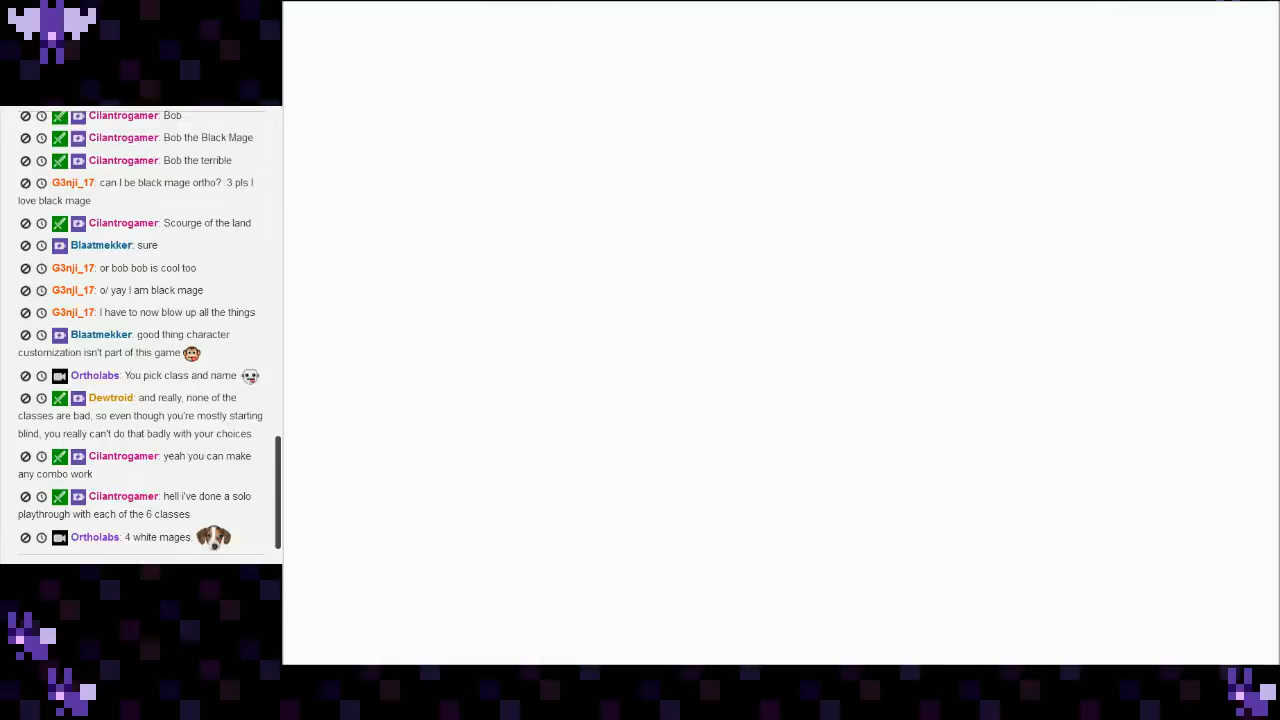 Cilantrogamer: Bob
Cilantrogamer: Bob the Black Mage
Cilantrogamer: Bob the terrible
G3nji_17: can I be black mage ortho? 3 pls I
love black mage
Cilantrogamer: Scourge of the land
Blaatmekker: sure
G3nji_17: or bob bob is cool too
G3nji_17: o/ yay I am black mage
G3nji_17: I have to now blow up all the things
Blaatmekker: good thing character
customization isn't part of this game
Ortholabs: You pick class and name
Dewtroid: and really, none of the
classes are bad, so even though you're mostly starting
blind, you really can't do that badly with your choices
Cilantrogamer: yeah you can make
any combo work
Cilantrogamer: hell i've done a solo
playthrough with each of the 6 classes
Ortholabs: 4 white mages